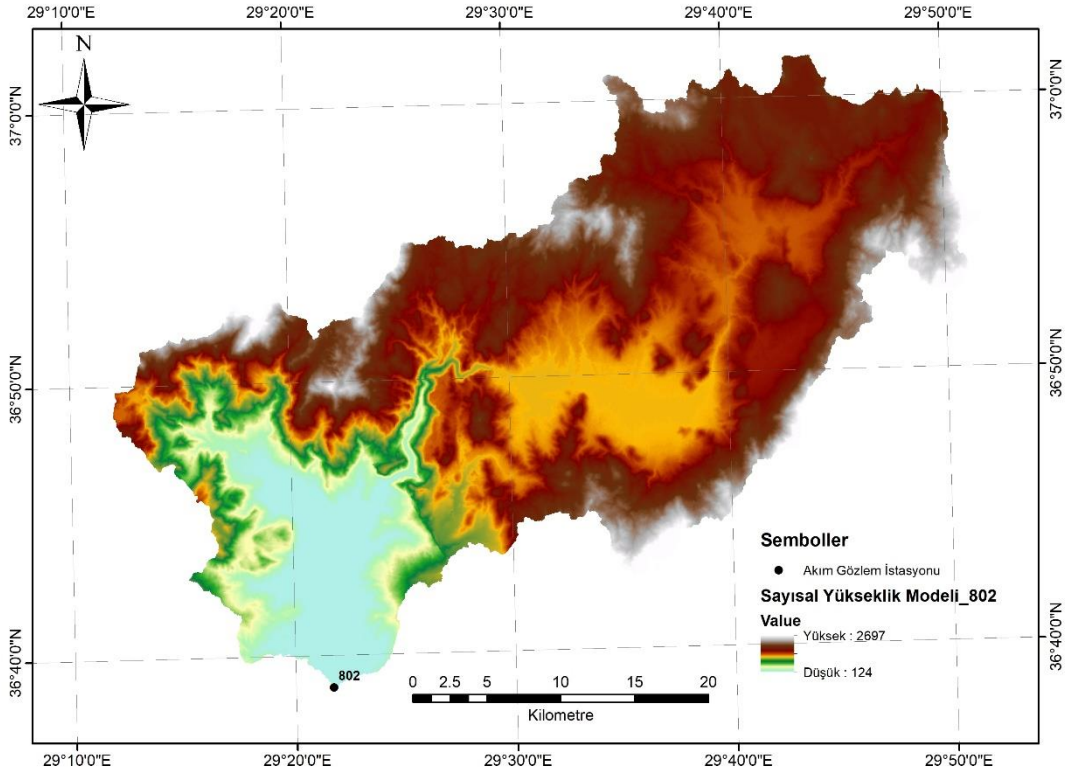 29°10'0"E 29°20'0"E 29°30'0"E 29°40'0"E 29°50'0"E
N
37°0'0"N 37°0'0"N
36°50'0"N 36°50'0"N
36°40'0"N 36°40'0"N
Semboller
Akım Gözlem İstasyonu
Sayısal Yükseklik Modeli_802
Value
Yüksek : 2697
Düşük : 124
802
0 2.5 5 10 15 20
Kilometre
29°10'0"E 29°20'0"E 29°30'0"E 29°40'0"E 29°50'0"E